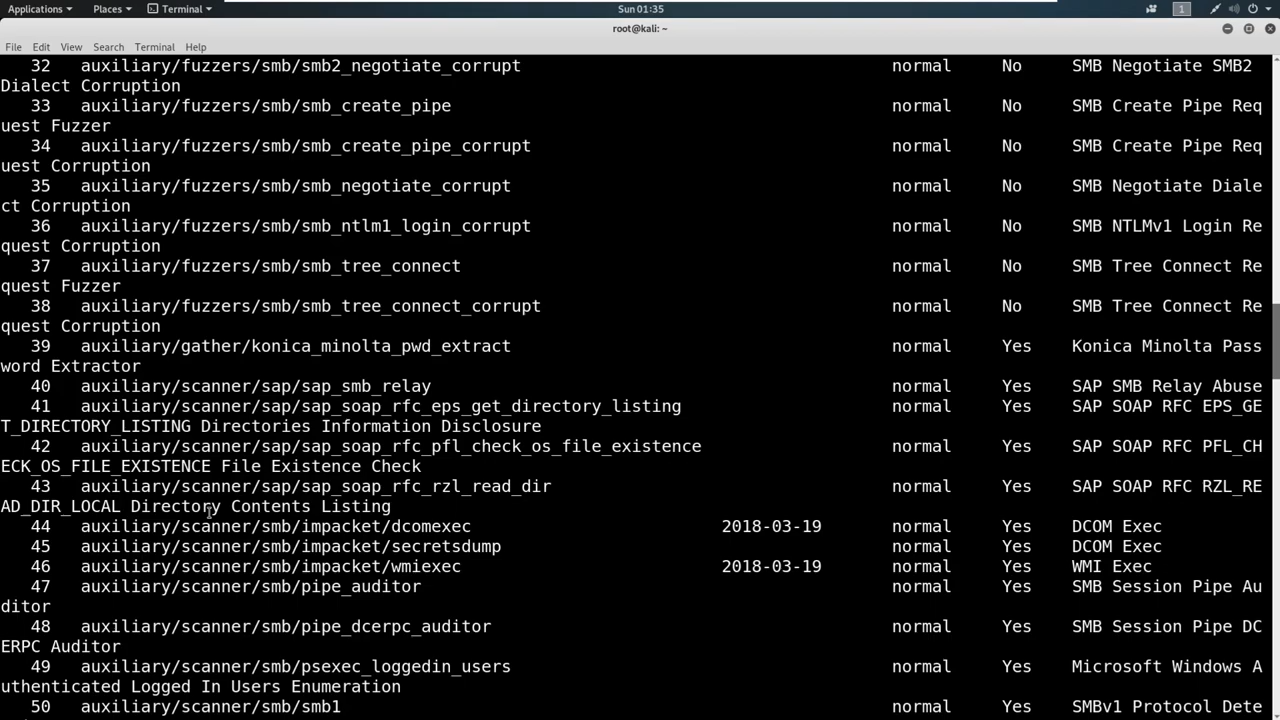 Applications Places Terminal Sun 01:35 1
root@kali: ~
File Edit View Search Terminal Help
32 auxiliary/fuzzers/smb/smb2_negotiate_corrupt normal No SMB Negotiate SMB2
Dialect Corruption
33 auxiliary/fuzzers/smb/smb_create_pipe normal No SMB Create Pipe Req
uest Fuzzer
34 auxiliary/fuzzers/smb/smb_create_pipe_corrupt normal No SMB Create Pipe Req
uest Corruption
35 auxiliary/fuzzers/smb/smb_negotiate_corrupt normal No SMB Negotiate Diale
ct Corruption
36 auxiliary/fuzzers/smb/smb_ntlm1_login_corrupt normal No SMB NTLMv1 Login Re
quest Corruption
37 auxiliary/fuzzers/smb/smb_tree_connect normal No SMB Tree Connect Re
quest Fuzzer
38 auxiliary/fuzzers/smb/smb_tree_connect_corrupt normal No SMB Tree Connect Re
quest Corruption
39 auxiliary/gather/konica_minolta_pwd_extract normal Yes Konica Minolta Pass
word Extractor
40 auxiliary/scanner/sap/sap_smb_relay normal Yes SAP SMB Relay Abuse
41 auxiliary/scanner/sap/sap_soap_rfc_eps_get_directory_listing normal Yes SAP SOAP RFC EPS_GE
T_DIRECTORY_LISTING Directories Information Disclosure
42 auxiliary/scanner/sap/sap_soap_rfc_pfl_check_os_file_existence normal Yes SAP SOAP RFC PFL_CH
ECK_OS_FILE_EXISTENCE File Existence Check
43 auxiliary/scanner/sap/sap_soap_rfc_rzl_read_dir normal Yes SAP SOAP RFC RZL_RE
AD_DIR_LOCAL Directory Contents Listing
44 auxiliary/scanner/smb/impacket/dcomexec 2018-03-19 normal Yes DCOM Exec
45 auxiliary/scanner/smb/impacket/secretsdump normal Yes DCOM Exec
46 auxiliary/scanner/smb/impacket/wmiexec 2018-03-19 normal Yes WMI Exec
47 auxiliary/scanner/smb/pipe_auditor normal Yes SMB Session Pipe Au
ditor
48 auxiliary/scanner/smb/pipe_dcerpc_auditor normal Yes SMB Session Pipe DC
ERPC Auditor
49 auxiliary/scanner/smb/psexec_loggedin_users normal Yes Microsoft Windows A
uthenticated Logged In Users Enumeration
50 auxiliary/scanner/smb/smb1 normal Yes SMBv1 Protocol Dete